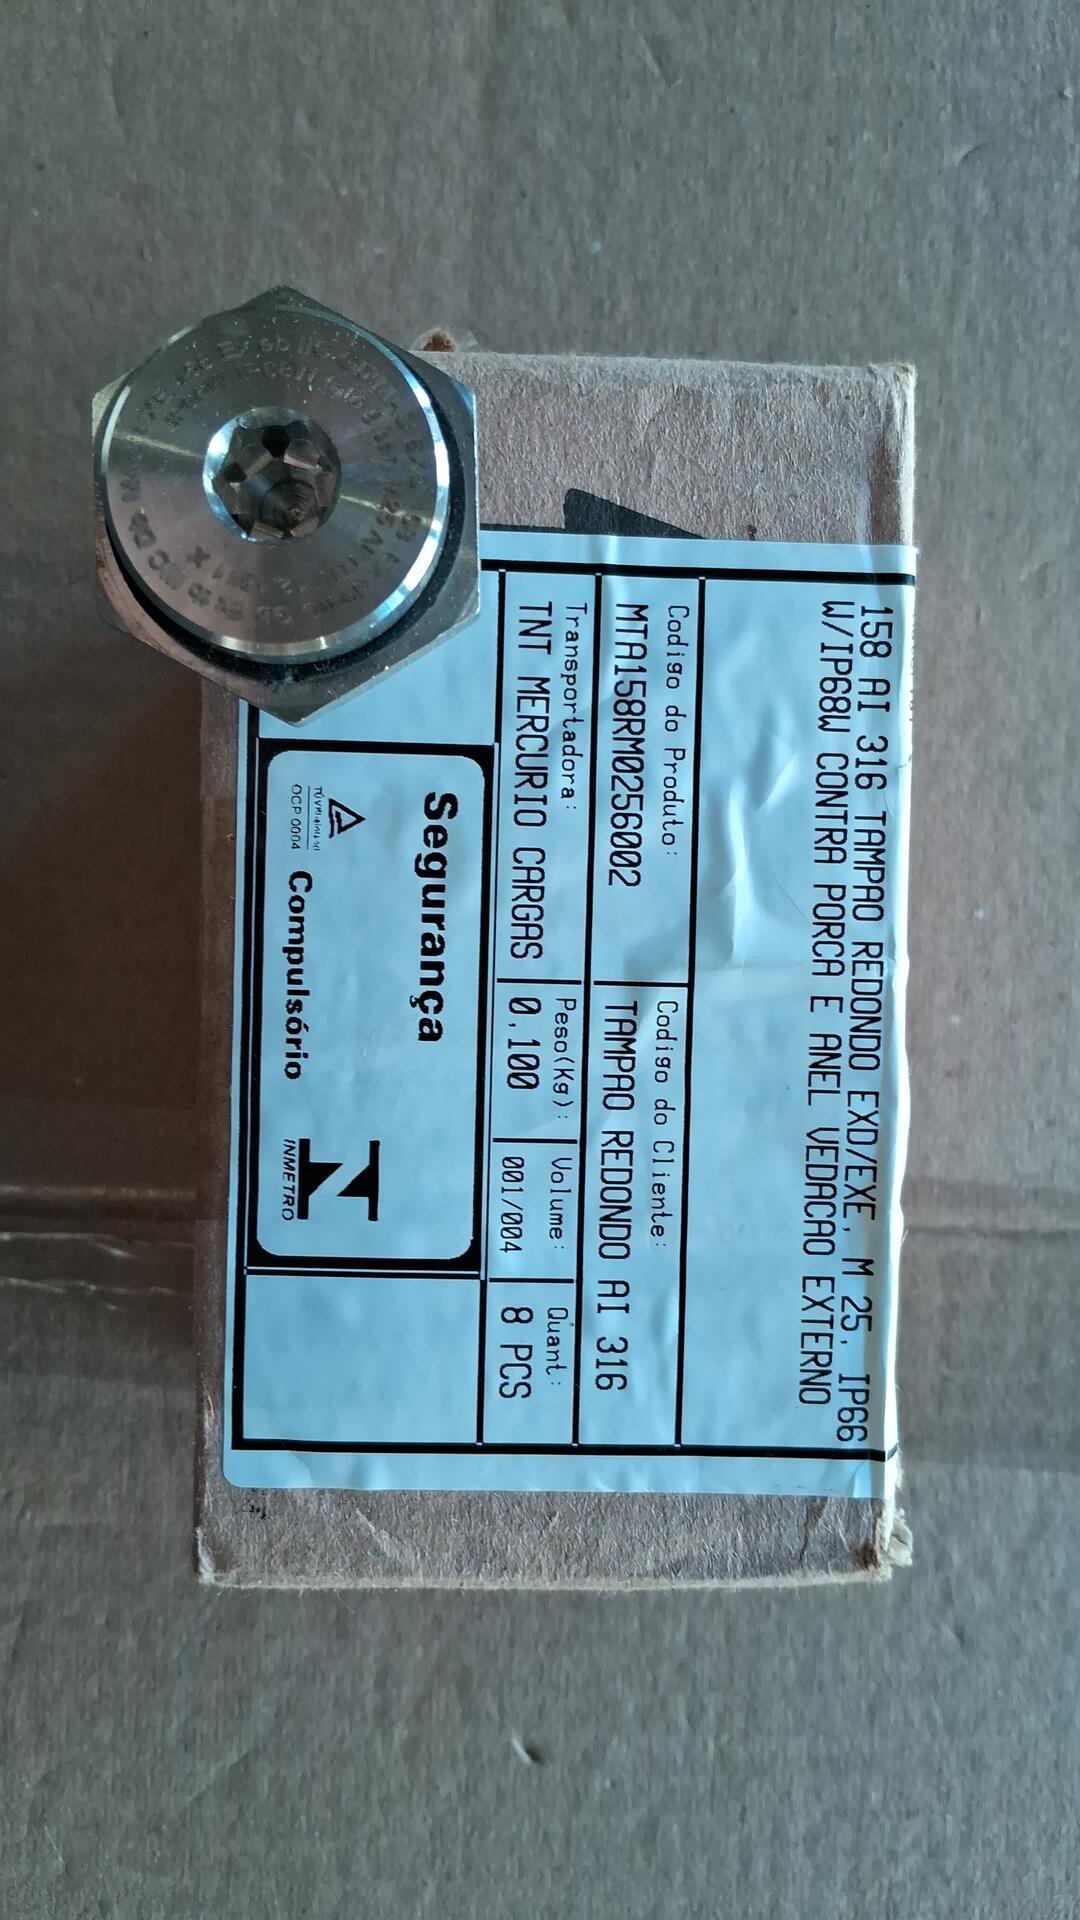 158 AI 316 TAMPAO REDONDO EXD/EXE, M 25, IP66
W/IP68W CONTRA PORCA E ANEL VEDACAO EXTERNO
Codigo do Produto:
MTA158RM0256002
Codigo do Cliente:
TAMPAO REDONDO AI 316
Transportadora:
TNT MERCURIO CARGAS
Peso(Kg):
0,100
Volume:
001/004
Quant:
8 PCS
Segurança
OCP 0004
Compulsório
INMETRO